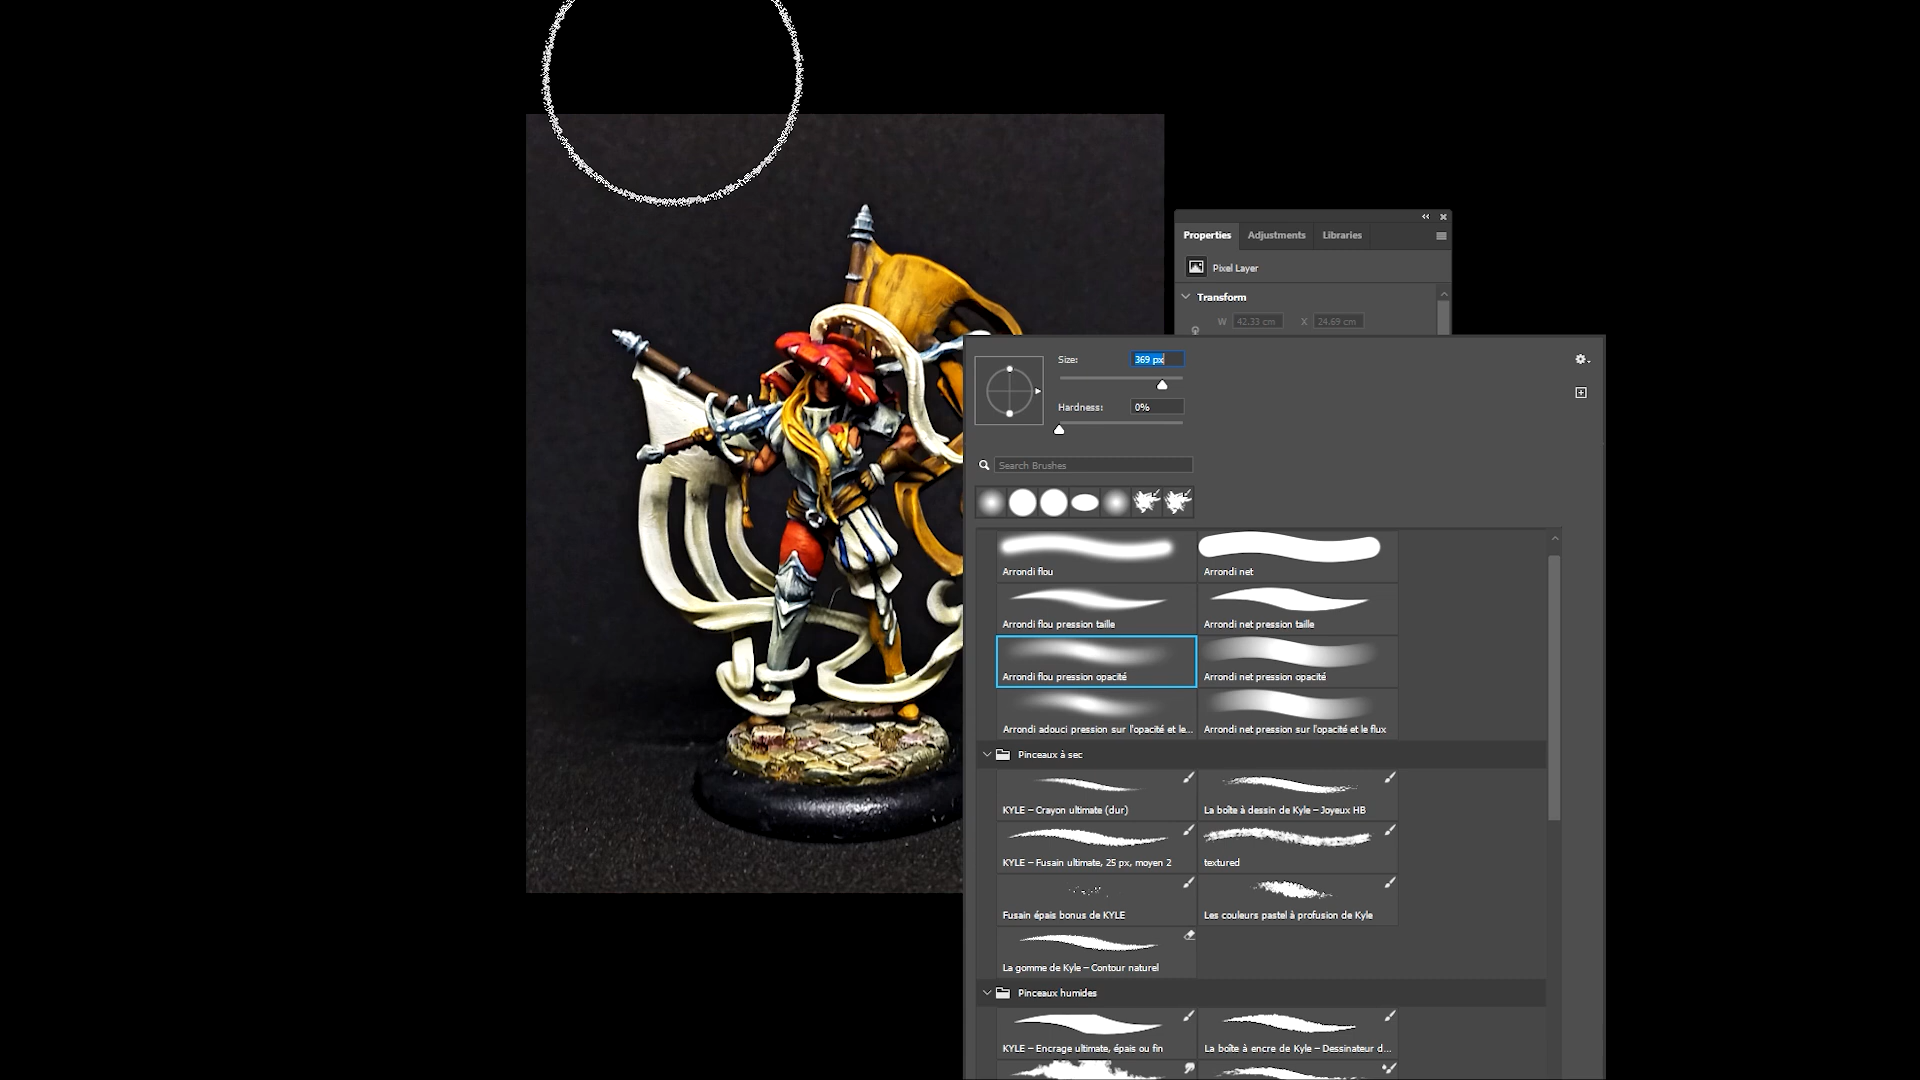 Properties
Adjustments
Libraries
Pixel Layer
Transform
W 42.33 cm X 24.69 cm
Size: 369 px
Hardness: 0%
Search Brushes
Arrondi flou
Arrondi net
Arrondi flou pression taille
Arrondi net pression taille
Arrondi flou pression opacité
Arrondi net pression opacité
Arrondi adouci pression sur l'opacité et le...
Arrondi net pression sur l'opacité et le flux
Pinceaux à sec
KYLE – Crayon ultimate (dur)
La boîte à dessin de Kyle – Joyeux HB
KYLE – Fusain ultimate, 25 px, moyen 2
textured
Fusain épais bonus de KYLE
Les couleurs pastel à profusion de Kyle
La gomme de Kyle – Contour naturel
Pinceaux humides
KYLE – Encrage ultimate, épais ou fin
La boîte à encre de Kyle – Dessinateur d...